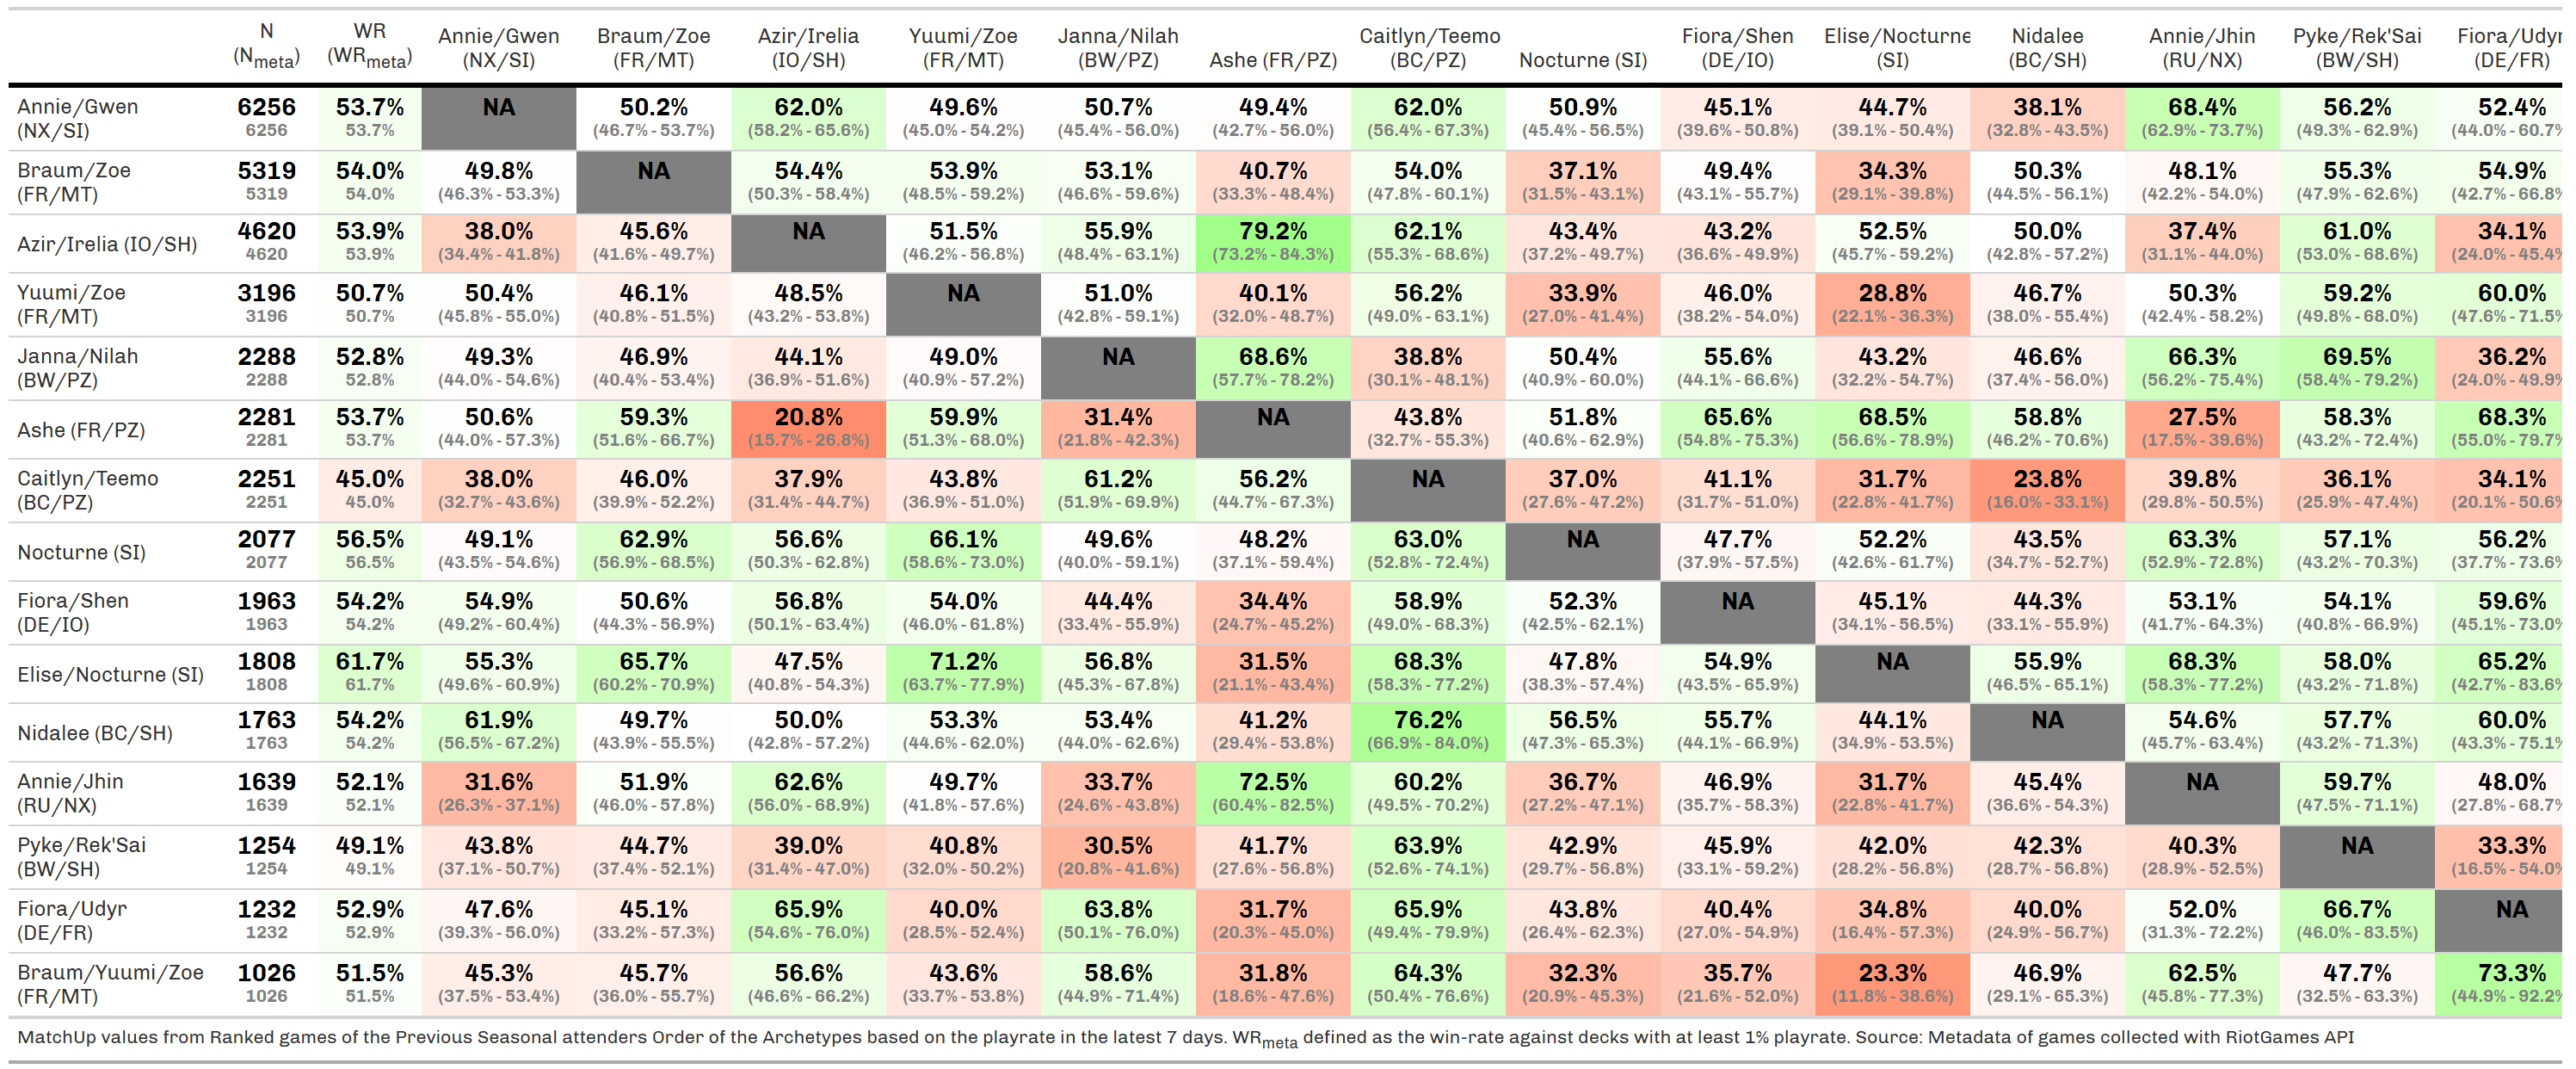 N WR Annie/Gwen Braum/Zoe Azir/Irelia Yuumi/Zoe Janna/Nilah Caitlyn/Teemo Fiora/Shen Elise/Nocturne Nidalee Annie/Jhin Pyke/Rek'Sai Fiora/Udyr
(Nmeta) (WRmeta) (NX/SI) (FR/MT) (IO/SH) (FR/MT) (BW/PZ) Ashe (FR/PZ) (BC/PZ) Nocturne (SI) (DE/IO) (SI) (BC/SH) (RU/NX) (BW/SH) (DE/FR)
Annie/Gwen 6256 53.7% NA 50.2% 62.0% 49.6% 50.7% 49.4% 62.0% 50.9% 45.1% 44.7% 38.1% 68.4% 56.2% 52.4%
(NX/SI) 6256 53.7% (46.7% - 53.7%) (58.2% - 65.6%) (45.0% - 54.2%) (45.4% - 56.0%) (42.7% - 56.0%) (56.4% - 67.3%) (45.4% - 56.5%) (39.6% - 50.8%) (39.1% - 50.4%) (32.8% - 43.5%) (62.9% - 73.7%) (49.3% - 62.9%) (44.0% - 60.7%
Braum/Zoe 5319 54.0% 49.8% NA 54.4% 53.9% 53.1% 40.7% 54.0% 37.1% 49.4% 34.3% 50.3% 48.1% 55.3% 54.9%
(FR/MT) 5319 54.0% (46.3% - 53.3%) (50.3% - 58.4%) (48.5% - 59.2%) (46.6% - 59.6%) (33.3% - 48.4%) (47.8% - 60.1%) (31.5% - 43.1%) (43.1% - 55.7%) (29.1% - 39.8%) (44.5% - 56.1%) (42.2% - 54.0%) (47.9% - 62.6%) (42.7% - 66.8%
Azir/Irelia (IO/SH) 4620 53.9% 38.0% 45.6% NA 51.5% 55.9% 79.2% 62.1% 43.4% 43.2% 52.5% 50.0% 37.4% 61.0% 34.1%
4620 53.9% (34.4% - 41.8%) (41.6% - 49.7%) (46.2% - 56.8%) (48.4% - 63.1%) (73.2% - 84.3%) (55.3% - 68.6%) (37.2% - 49.7%) (36.6% - 49.9%) (45.7% - 59.2%) (42.8% - 57.2%) (31.1% - 44.0%) (53.0% - 68.6%) (24.0% - 45.4%
Yuumi/Zoe 3196 50.7% 50.4% 46.1% 48.5% NA 51.0% 40.1% 56.2% 33.9% 46.0% 28.8% 46.7% 50.3% 59.2% 60.0%
(FR/MT) 3196 50.7% (45.8% - 55.0%) (40.8% - 51.5%) (43.2% - 53.8%) (42.8% - 59.1%) (32.0% - 48.7%) (49.0% - 63.1%) (27.0% - 41.4%) (38.2% - 54.0%) (22.1% - 36.3%) (38.0% - 55.4%) (42.4% - 58.2%) (49.8% - 68.0%) (47.6% - 71.5%
Janna/Nilah 2288 52.8% 49.3% 46.9% 44.1% 49.0% NA 68.6% 38.8% 50.4% 55.6% 43.2% 46.6% 66.3% 69.5% 36.2%
(BW/PZ) 2288 52.8% (44.0% - 54.6%) (40.4% - 53.4%) (36.9% - 51.6%) (40.9% - 57.2%) (57.7% - 78.2%) (30.1% - 48.1%) (40.9% - 60.0%) (44.1% - 66.6%) (32.2% - 54.7%) (37.4% - 56.0%) (56.2% - 75.4%) (58.4% - 79.2%) (24.0% - 49.9%
Ashe (FR/PZ) 2281 53.7% 50.6% 59.3% 20.8% 59.9% 31.4% NA 43.8% 51.8% 65.6% 68.5% 58.8% 27.5% 58.3% 68.3%
2281 53.7% (44.0% - 57.3%) (51.6% - 66.7%) (15.7% - 26.8%) (51.3% - 68.0%) (21.8% - 42.3%) (32.7% - 55.3%) (40.6% - 62.9%) (54.8% - 75.3%) (56.6% - 78.9%) (46.2% - 70.6%) (17.5% - 39.6%) (43.2% - 72.4%) (55.0% - 79.7%
Caitlyn/Teemo 2251 45.0% 38.0% 46.0% 37.9% 43.8% 61.2% 56.2% NA 37.0% 41.1% 31.7% 23.8% 39.8% 36.1% 34.1%
(BC/PZ) 2251 45.0% (32.7% - 43.6%) (39.9% - 52.2%) (31.4% - 44.7%) (36.9% - 51.0%) (51.9% - 69.9%) (44.7% - 67.3%) (27.6% - 47.2%) (31.7% - 51.0%) (22.8% - 41.7%) (16.0% - 33.1%) (29.8% - 50.5%) (25.9% - 47.4%) (20.1% - 50.6%
Nocturne (SI) 2077 56.5% 49.1% 62.9% 56.6% 66.1% 49.6% 48.2% 63.0% NA 47.7% 52.2% 43.5% 63.3% 57.1% 56.2%
2077 56.5% (43.5% - 54.6%) (56.9% - 68.5%) (50.3% - 62.8%) (58.6% - 73.0%) (40.0% - 59.1%) (37.1% - 59.4%) (52.8% - 72.4%) (37.9% - 57.5%) (42.6% - 61.7%) (34.7% - 52.7%) (52.9% - 72.8%) (43.2% - 70.3%) (37.7% - 73.6%
Fiora/Shen 1963 54.2% 54.9% 50.6% 56.8% 54.0% 44.4% 34.4% 58.9% 52.3% NA 45.1% 44.3% 53.1% 54.1% 59.6%
(DE/IO) 1963 54.2% (49.2% - 60.4%) (44.3% - 56.9%) (50.1% - 63.4%) (46.0% - 61.8%) (33.4% - 55.9%) (24.7% - 45.2%) (49.0% - 68.3%) (42.5% - 62.1%) (34.1% - 56.5%) (33.1% - 55.9%) (41.7% - 64.3%) (40.8% - 66.9%) (45.1% - 73.0%
Elise/Nocturne (SI) 1808 61.7% 55.3% 65.7% 47.5% 71.2% 56.8% 31.5% 68.3% 47.8% 54.9% NA 55.9% 68.3% 58.0% 65.2%
1808 61.7% (49.6% - 60.9%) (60.2% - 70.9%) (40.8% - 54.3%) (63.7% - 77.9%) (45.3% - 67.8%) (21.1% - 43.4%) (58.3% - 77.2%) (38.3% - 57.4%) (43.5% - 65.9%) (46.5% - 65.1%) (58.3% - 77.2%) (43.2% - 71.8%) (42.7% - 83.6%
Nidalee (BC/SH) 1763 54.2% 61.9% 49.7% 50.0% 53.3% 53.4% 41.2% 76.2% 56.5% 55.7% 44.1% NA 54.6% 57.7% 60.0%
1763 54.2% (56.5% - 67.2%) (43.9% - 55.5%) (42.8% - 57.2%) (44.6% - 62.0%) (44.0% - 62.6%) (29.4% - 53.8%) (66.9% - 84.0%) (47.3% - 65.3%) (44.1% - 66.9%) (34.9% - 53.5%) (45.7% - 63.4%) (43.2% - 71.3%) (43.3% - 75.1%
Annie/Jhin 1639 52.1% 31.6% 51.9% 62.6% 49.7% 33.7% 72.5% 60.2% 36.7% 46.9% 31.7% 45.4% NA 59.7% 48.0%
(RU/NX) 1639 52.1% (26.3% - 37.1%) (46.0% - 57.8%) (56.0% - 68.9%) (41.8% - 57.6%) (24.6% - 43.8%) (60.4% - 82.5%) (49.5% - 70.2%) (27.2% - 47.1%) (35.7% - 58.3%) (22.8% - 41.7%) (36.6% - 54.3%) (47.5% - 71.1%) (27.8% - 68.7%
Pyke/Rek'Sai 1254 49.1% 43.8% 44.7% 39.0% 40.8% 30.5% 41.7% 63.9% 42.9% 45.9% 42.0% 42.3% 40.3% NA 33.3%
(BW/SH) 1254 49.1% (37.1% - 50.7%) (37.4% - 52.1%) (31.4% - 47.0%) (32.0% - 50.2%) (20.8% - 41.6%) (27.6% - 56.8%) (52.6% - 74.1%) (29.7% - 56.8%) (33.1% - 59.2%) (28.2% - 56.8%) (28.7% - 56.8%) (28.9% - 52.5%) (16.5% - 54.0%
Fiora/Udyr 1232 52.9% 47.6% 45.1% 65.9% 40.0% 63.8% 31.7% 65.9% 43.8% 40.4% 34.8% 40.0% 52.0% 66.7% NA
(DE/FR) 1232 52.9% (39.3% - 56.0%) (33.2% - 57.3%) (54.6% - 76.0%) (28.5% - 52.4%) (50.1% - 76.0%) (20.3% - 45.0%) (49.4% - 79.9%) (26.4% - 62.3%) (27.0% - 54.9%) (16.4% - 57.3%) (24.9% - 56.7%) (31.3% - 72.2%) (46.0% - 83.5%)
Braum/Yuumi/Zoe 1026 51.5% 45.3% 45.7% 56.6% 43.6% 58.6% 31.8% 64.3% 32.3% 35.7% 23.3% 46.9% 62.5% 47.7% 73.3%
(FR/MT) 1026 51.5% (37.5% - 53.4%) (36.0% - 55.7%) (46.6% - 66.2%) (33.7% - 53.8%) (44.9% - 71.4%) (18.6% - 47.6%) (50.4% - 76.6%) (20.9% - 45.3%) (21.6% - 52.0%) (11.8% - 38.6%) (29.1% - 65.3%) (45.8% - 77.3%) (32.5% - 63.3%) (44.9% - 92.2%
MatchUp values from Ranked games of the Previous Seasonal attenders Order of the Archetypes based on the playrate in the latest 7 days. WRmeta defined as the win-rate against decks with at least 1% playrate. Source: Metadata of games collected with RiotGames API